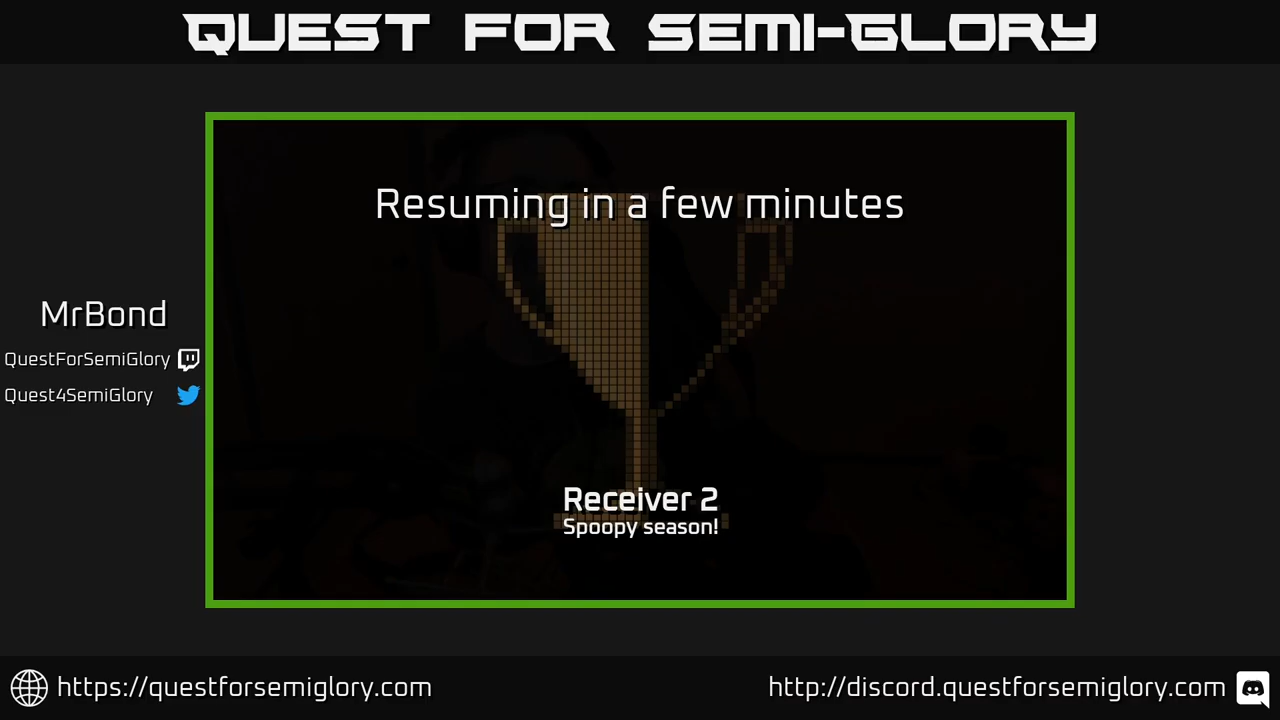 QUEST FOR SEMI-GLORY
Resuming in a few minutes
MrBond
QuestForSemiGlory
Quest4SemiGlory
Receiver 2
Spoopy season!
https://questforsemiglory.com
http://discord.questforsemiglory.com